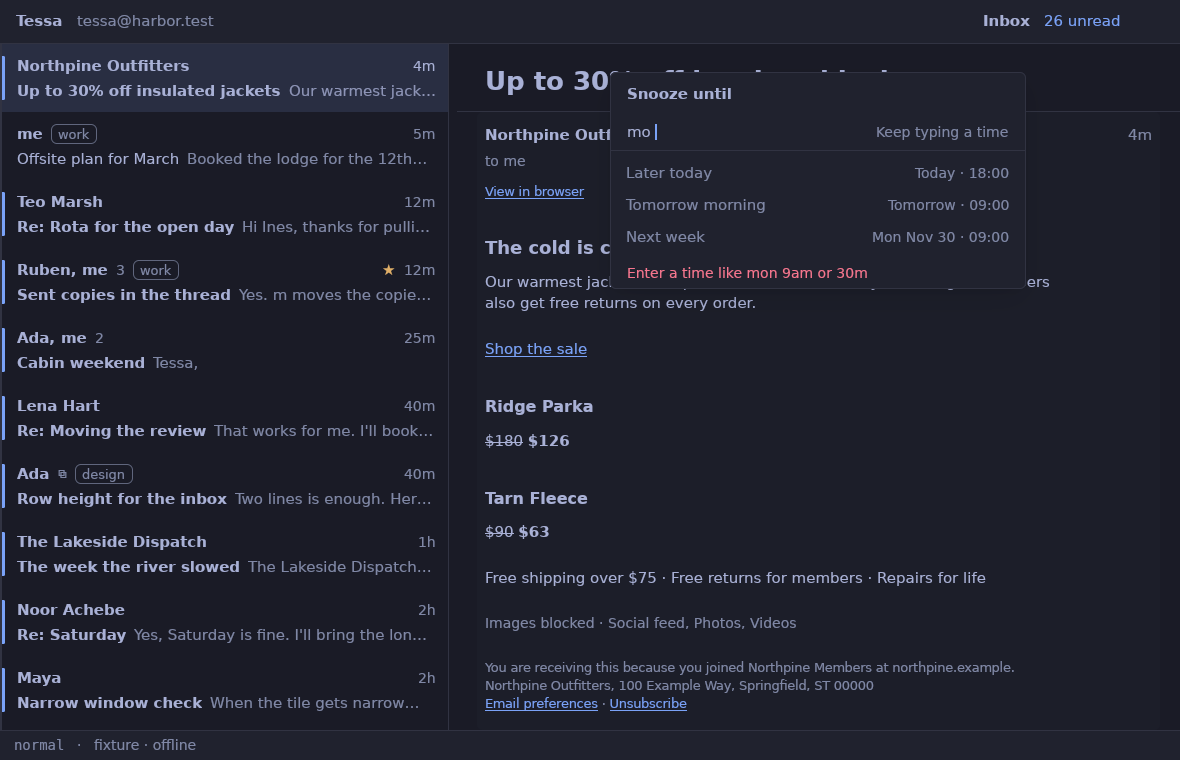 Tessa tessa@harbor.test
Inbox 26 unread
Northpine Outfitters 4m
Up to 30% off insulated jackets Our warmest jack…
me work 5m
Offsite plan for March Booked the lodge for the 12th…
Teo Marsh 12m
Re: Rota for the open day Hi Ines, thanks for pulli…
Ruben, me 3 work ★ 12m
Sent copies in the thread Yes. m moves the copie…
Ada, me 2 25m
Cabin weekend Tessa,
Lena Hart 40m
Re: Moving the review That works for me. I'll book…
Ada design 40m
Row height for the inbox Two lines is enough. Her…
The Lakeside Dispatch 1h
The week the river slowed The Lakeside Dispatch…
Noor Achebe 2h
Re: Saturday Yes, Saturday is fine. I'll bring the lon…
Maya 2h
Narrow window check When the tile gets narrow…
Up to 30%
Northpine Outf 4m
to me
View in browser
Snooze until
mo Keep typing a time
Later today Today · 18:00
Tomorrow morning Tomorrow · 09:00
Next week Mon Nov 30 · 09:00
Enter a time like mon 9am or 30m
The cold is c
Our warmest jac ers
also get free returns on every order.
Shop the sale
Ridge Parka
$180 $126
Tarn Fleece
$90 $63
Free shipping over $75 · Free returns for members · Repairs for life
Images blocked · Social feed, Photos, Videos
You are receiving this because you joined Northpine Members at northpine.example.
Northpine Outfitters, 100 Example Way, Springfield, ST 00000
Email preferences · Unsubscribe
normal · fixture · offline